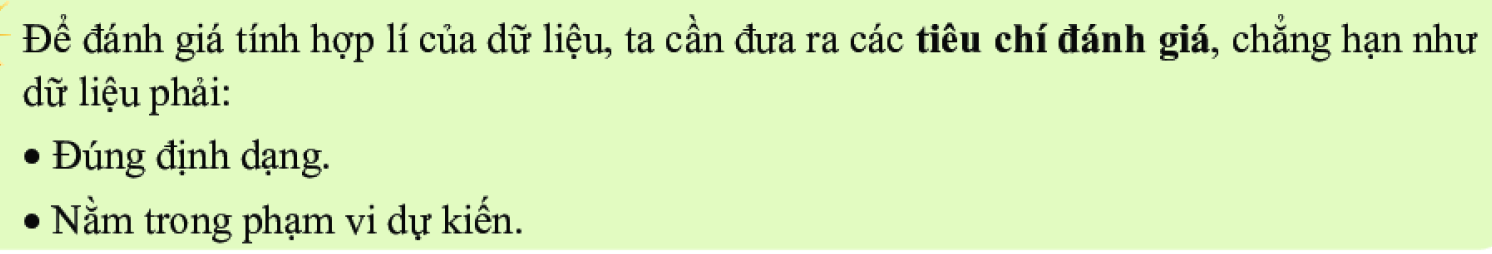 Để đánh giá tính hợp lí của dữ liệu, ta cần đưa ra các tiêu chí đánh giá, chẳng hạn như
dữ liệu phải:
• Đúng định dạng.
• Nằm trong phạm vi dự kiến.